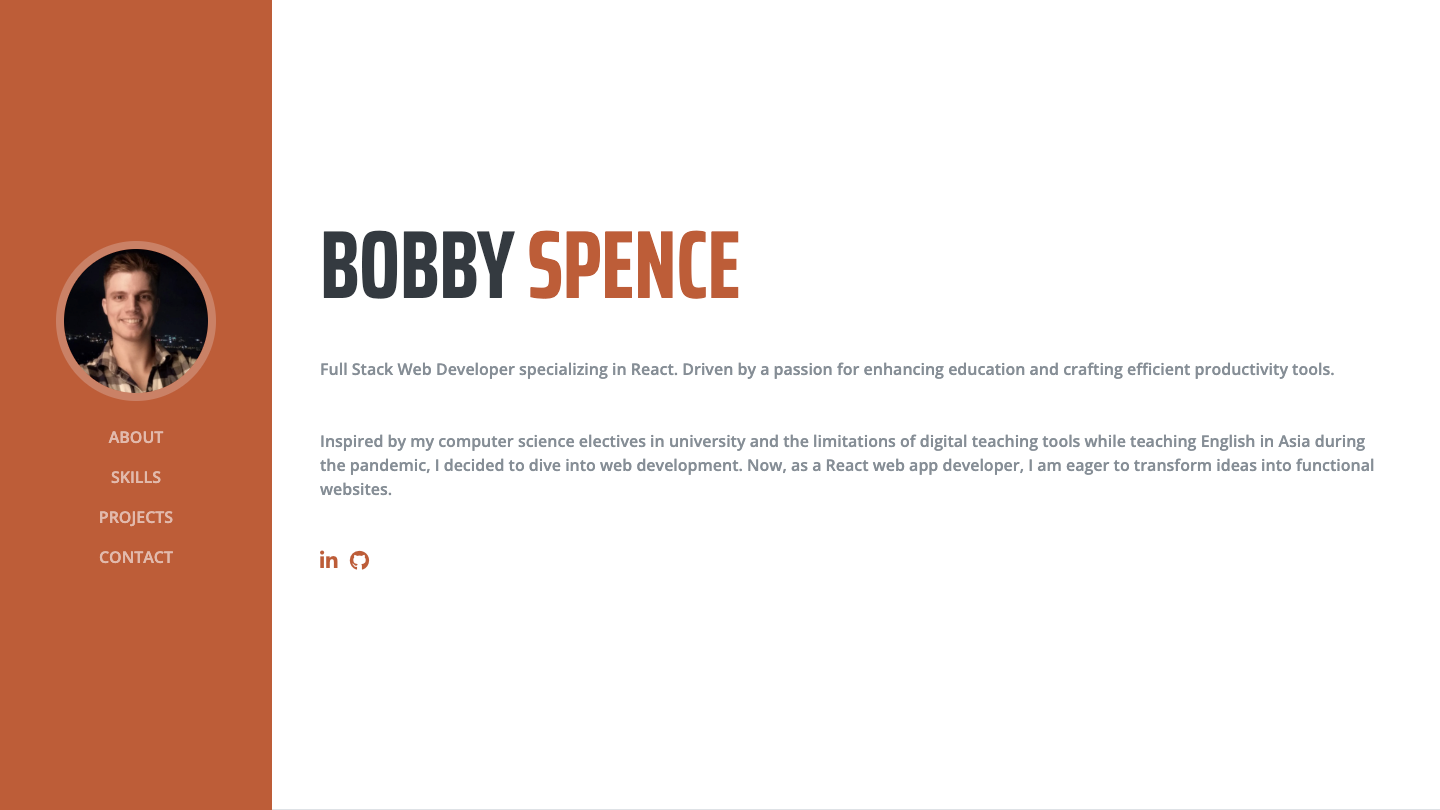 ABOUT
SKILLS
PROJECTS
CONTACT
BOBBY SPENCE
Full Stack Web Developer specializing in React. Driven by a passion for enhancing education and crafting efficient productivity tools.
Inspired by my computer science electives in university and the limitations of digital teaching tools while teaching English in Asia during
the pandemic, I decided to dive into web development. Now, as a React web app developer, I am eager to transform ideas into functional
websites.
in